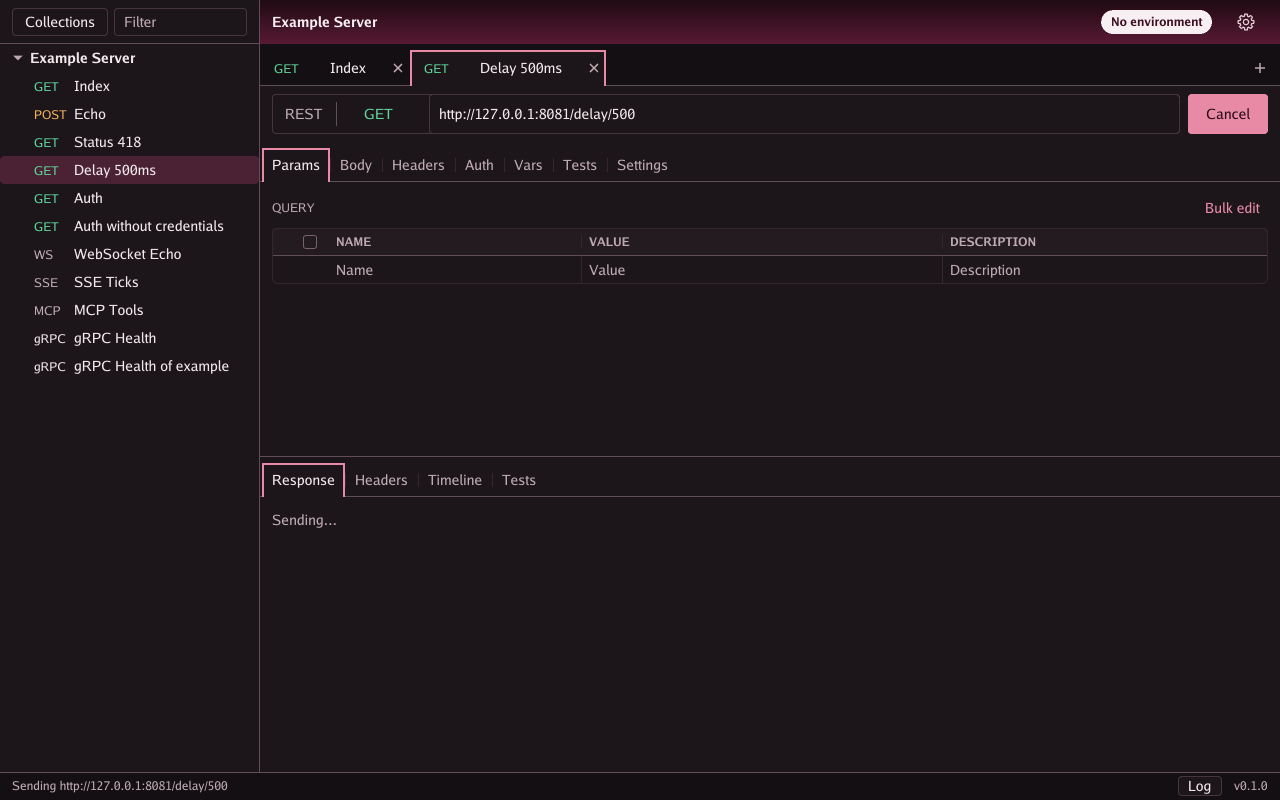 Collections
Filter
Example Server
No environment
Example Server
GET Index
POST Echo
GET Status 418
GET Delay 500ms
GET Auth
GET Auth without credentials
WS WebSocket Echo
SSE SSE Ticks
MCP MCP Tools
gRPC gRPC Health
gRPC gRPC Health of example
GET Index
GET Delay 500ms
REST GET http://127.0.0.1:8081/delay/500 Cancel
Params Body Headers Auth Vars Tests Settings
QUERY Bulk edit
NAME VALUE DESCRIPTION
Name Value Description
Response Headers Timeline Tests
Sending...
Sending http://127.0.0.1:8081/delay/500 Log v0.1.0